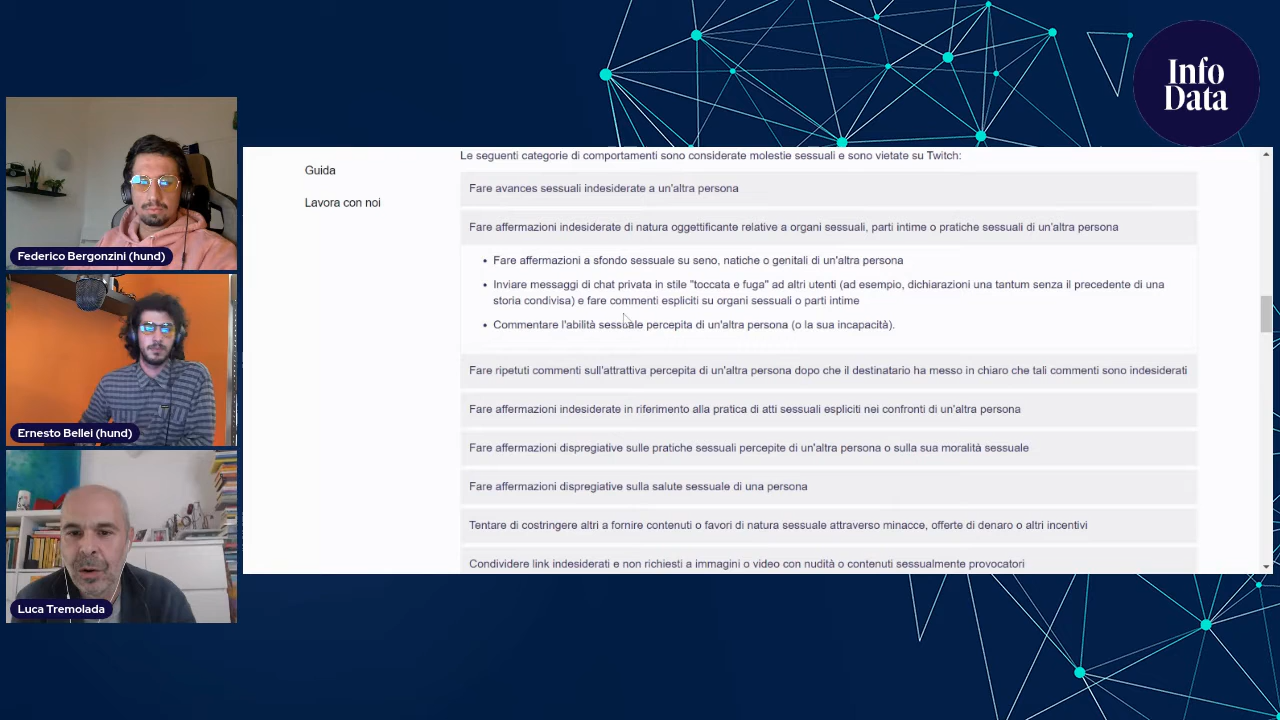 Info
Data
Le seguenti categorie di comportamenti sono considerate molestie sessuali e sono vietate su Twitch:
Guida
Fare avances sessuali indesiderate a un'altra persona
Lavora con noi
Fare affermazioni indesiderate di natura oggettificante relative a organi sessuali, parti intime o pratiche sessuali di un'altra persona
Federico Bergonzini (hund)
• Fare affermazioni a sfondo sessuale su seno, natiche o genitali di un'altra persona
• Inviare messaggi di chat privata in stile "toccata e fuga" ad altri utenti (ad esempio, dichiarazioni una tantum senza il precedente di una
storia condivisa) e fare commenti espliciti su organi sessuali o parti intime
• Commentare l'abilità sessuale percepita di un'altra persona (o la sua incapacità).
Fare ripetuti commenti sull'attrattiva percepita di un'altra persona dopo che il destinatario ha messo in chiaro che tali commenti sono indesiderati
Fare affermazioni indesiderate in riferimento alla pratica di atti sessuali espliciti nei confronti di un'altra persona
Ernesto Bellei (hund)
Fare affermazioni dispregiative sulle pratiche sessuali percepite di un'altra persona o sulla sua moralità sessuale
Fare affermazioni dispregiative sulla salute sessuale di una persona
Tentare di costringere altri a fornire contenuti o favori di natura sessuale attraverso minacce, offerte di denaro o altri incentivi
Condividere link indesiderati e non richiesti a immagini o video con nudità o contenuti sessualmente provocatori
Luca Tremolada